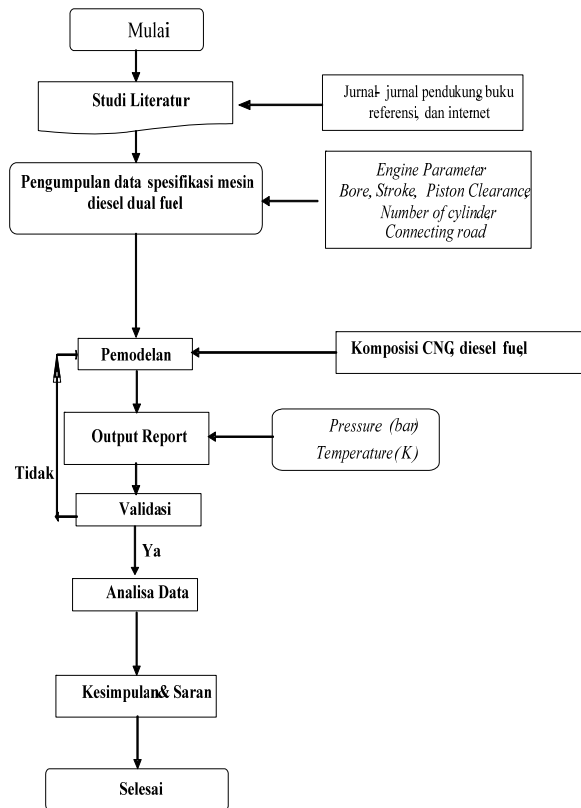 Mulai
Studi Literatur
Jurnal- jurnal pendukung buku
referensi, dan internet
Pengumpulan data spesifikasi mesin
diesel dual fuel
Engine Parameter
Bore, Stroke, Piston Clearance,
Number of cylinder
Connecting road
Pemodelan
Komposisi CNG, diesel fuel,
Output Report
Pressure (bar)
Temperature(K)
Tidak
Validasi
Ya
Analisa Data
Kesimpulan& Saran
Selesai